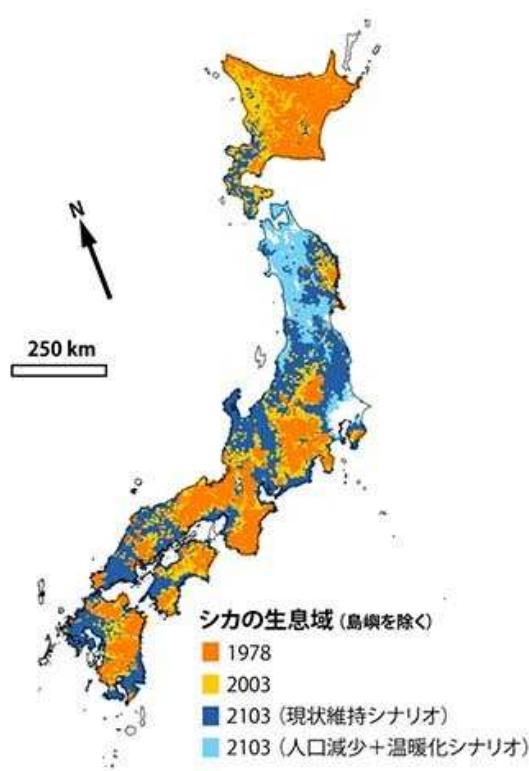 N
250 km
シカの生息域 (島嶼を除く)
1978
2003
2103 (現状維持シナリオ)
2103 (人口減少+温暖化シナリオ)